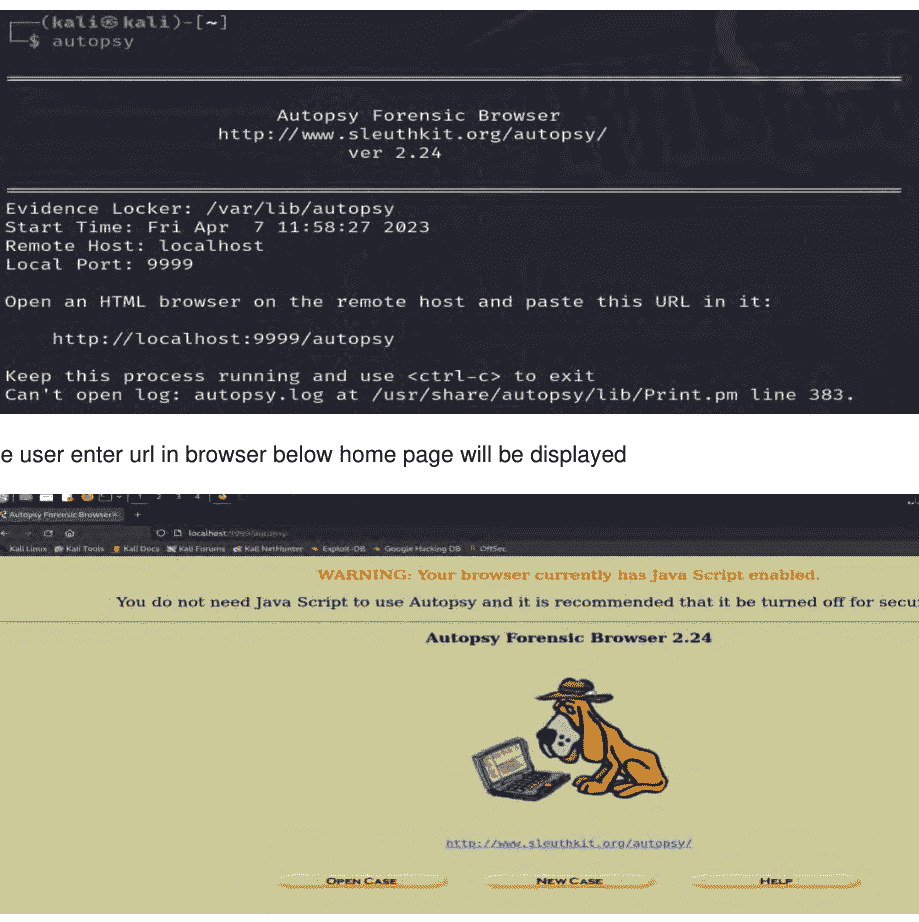 (kali㉿kali)-[~]
$ autopsy
Autopsy Forensic Browser
http://www.sleuthkit.org/autopsy/
ver 2.24
Evidence Locker: /var/lib/autopsy
Start Time: Fri Apr  7 11:58:27 2023
Remote Host: localhost
Local Port: 9999
Open an HTML browser on the remote host and paste this URL in it:
http://localhost:9999/autopsy
Keep this process running and use <ctrl-c> to exit
Can't open log: autopsy.log at /usr/share/autopsy/lib/Print.pm line 383.
e user enter url in browser below home page will be displayed
1 2 3 4
Autopsy Forensic Browser
localhost:9999/autopsy
Kali Linux Kali Tools Kali Docs Kali Forums Kali NetHunter Exploit-DB Google Hacking DB OffSec
WARNING: Your browser currently has Java Script enabled.
You do not need Java Script to use Autopsy and it is recommended that it be turned off for secu
Autopsy Forensic Browser 2.24
http://www.sleuthkit.org/autopsy/
OPEN CASE NEW CASE HELP